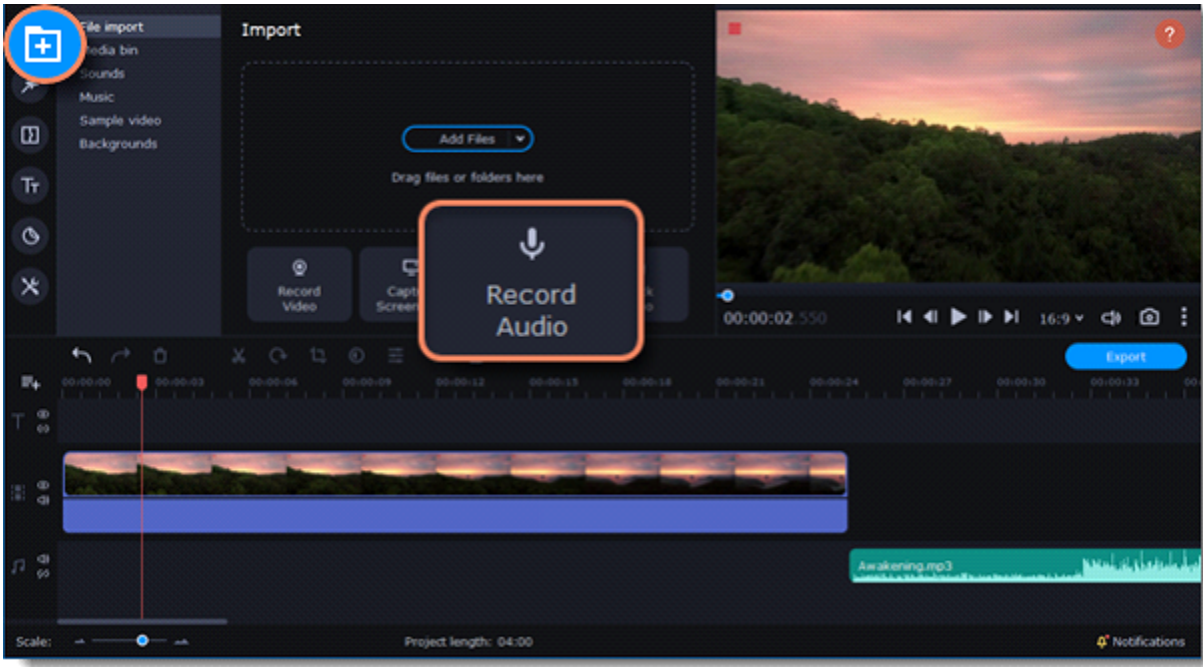 File import
Media bin
Sounds
Music
Sample video
Backgrounds
Import
Add Files
Drag files or folders here
Record
Video
Record
Audio
?
00:00:02.550
16:9
Export
00:00:00
00:00:03
00:00:06
00:00:09
00:00:12
00:00:15
00:00:18
00:00:21
00:00:24
00:00:27
00:00:30
00:00:33
Awakening.mp3
Scale:
Project length: 04:00
Notifications